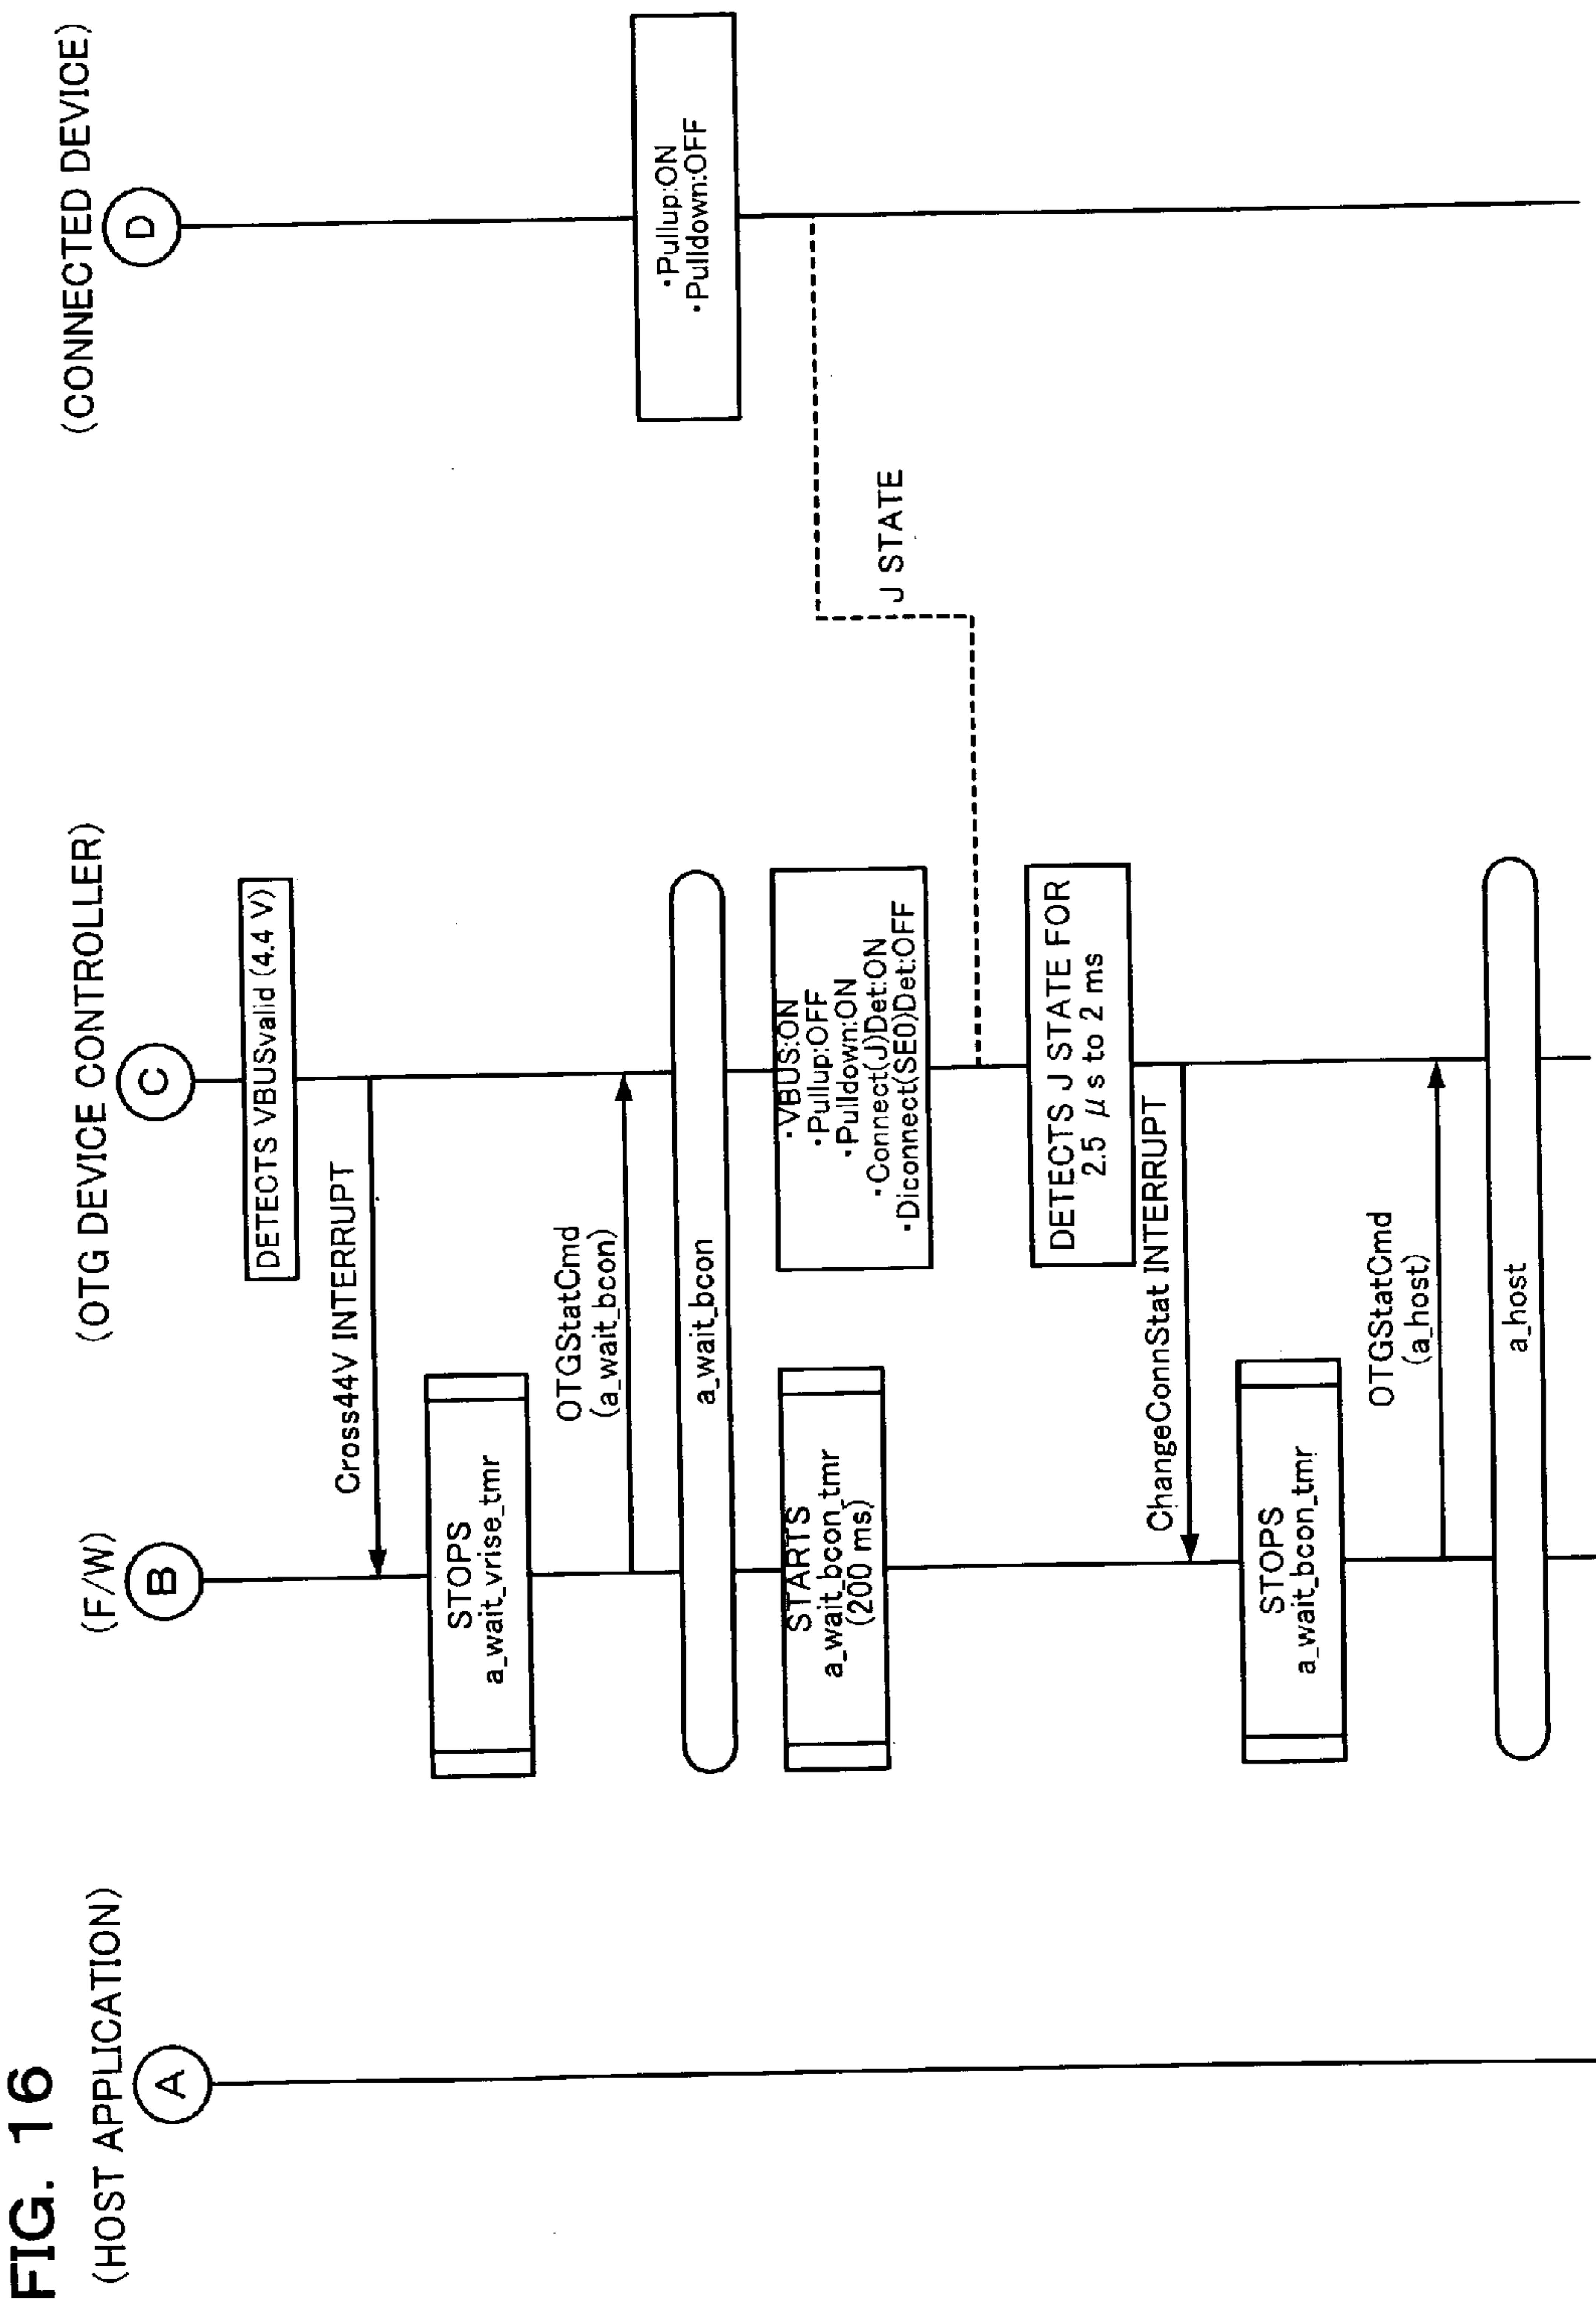 FIG. 16
(HOST APPLICATION)
(F/W)
(OTG DEVICE CONTROLLER)
(CONNECTED DEVICE)
A
B
C
D
DETECTS VBUSvalid (4.4 V)
Cross44V INTERRUPT
STOPS
a_wait_vrise_tmr
OTGStatCmd
(a_wait_bcon)
·Pullup:ON
·Pulldown:OFF
a_wait_bcon
STARTS
a_wait_bcon_tmr
(200 ms)
·VBUS:ON
·Pullup:OFF
·Pulldown:ON
·Connect(J)Det:ON
·Diconnect(SE0)Det:OFF
J STATE
DETECTS J STATE FOR
2.5 μs to 2 ms
ChangeConnStat INTERRUPT
STOPS
a_wait_bcon_tmr
OTGStatCmd
(a_host)
a_host